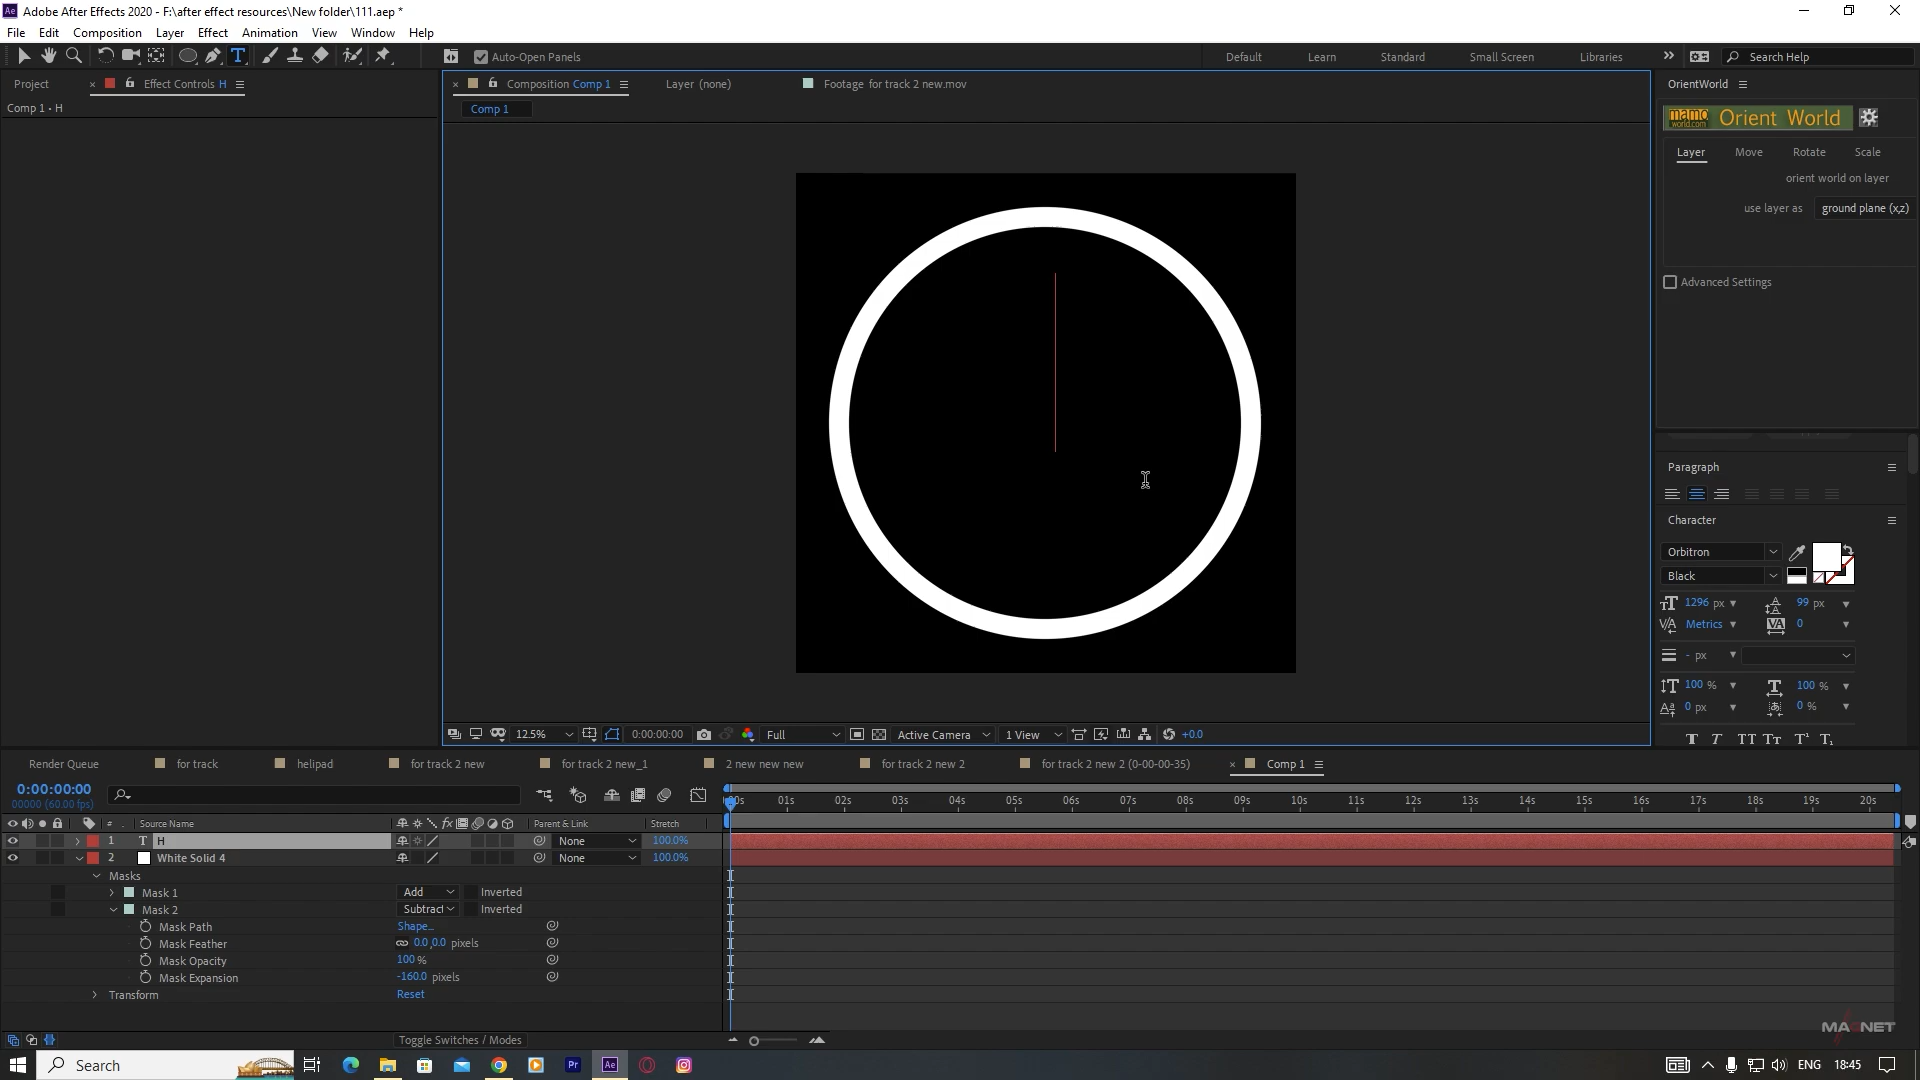 Adobe After Effects 2020 - F:\after effect resources\New folder\111.aep *
File Edit Composition Layer Effect Animation View Window Help
Auto-Open Panels
Default Learn Standard Small Screen Libraries
Search Help
Project
Effect Controls H
Composition Comp 1
Layer (none)
Footage for track 2 new.mov
OrientWorld
Comp 1 • H
Comp 1
mamoworld.com Orient World
Layer Move Rotate Scale
orient world on layer
use layer as ground plane (x,z)
Advanced Settings
Paragraph
Character
Orbitron
Black
1296 px 99 px
Metrics 0
- px
100 % 100 %
0 px 0 %
12.5% 0:00:00:00 Full Active Camera 1 View +0.0
Render Queue for track helipad for track 2 new for track 2 new_1 2 new new new for track 2 new 2 for track 2 new 2 (0-00-00-35) Comp 1
0:00:00:00
00000 (60.00 fps)
00s 01s 02s 03s 04s 05s 06s 07s 08s 09s 10s 11s 12s 13s 14s 15s 16s 17s 18s 19s 20s
# Source Name fx Parent & Link Stretch
1 T H None 100.0%
2 White Solid 4 None 100.0%
Masks
Mask 1 Add Inverted
Mask 2 Subtract Inverted
Mask Path Shape...
Mask Feather 0.0,0.0 pixels
Mask Opacity 100 %
Mask Expansion -160.0 pixels
Transform Reset
Toggle Switches / Modes
MAGNET
Search
Pr Ae
ENG 18:45